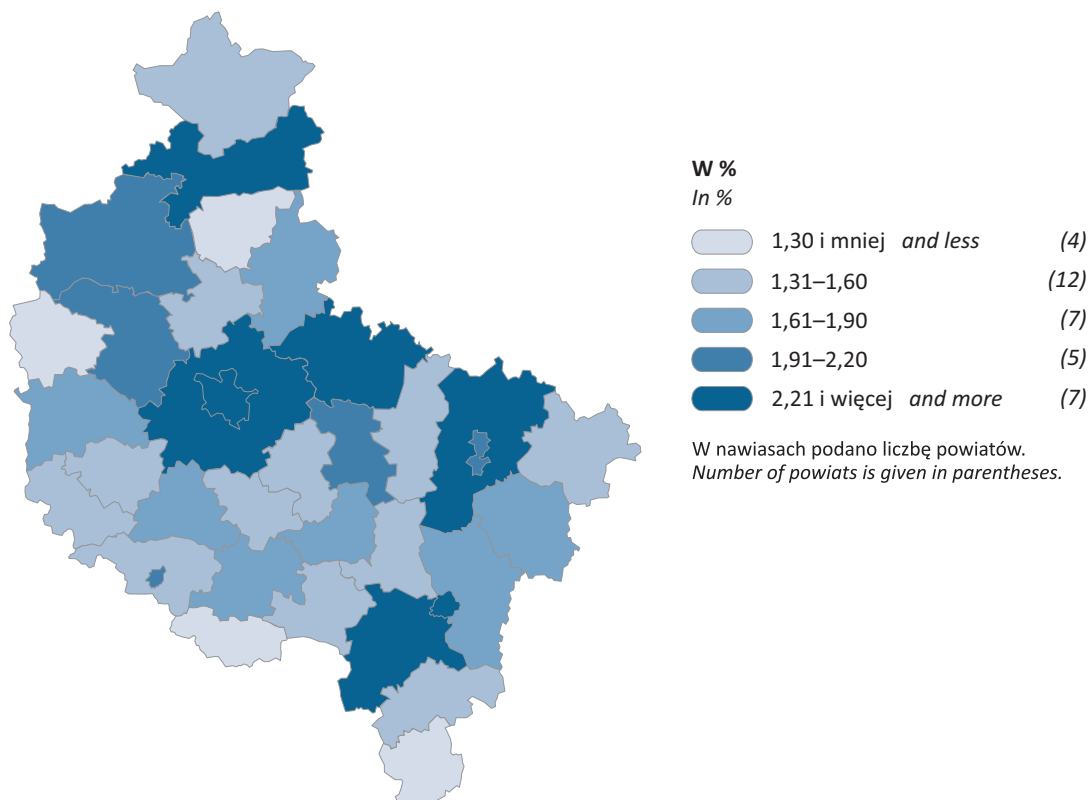 W %
In %
1,30 i mniej and less (4)
1,31–1,60 (12)
1,61–1,90 (7)
1,91–2,20 (5)
2,21 i więcej and more (7)
W nawiasach podano liczbę powiatów.
Number of powiats is given in parentheses.